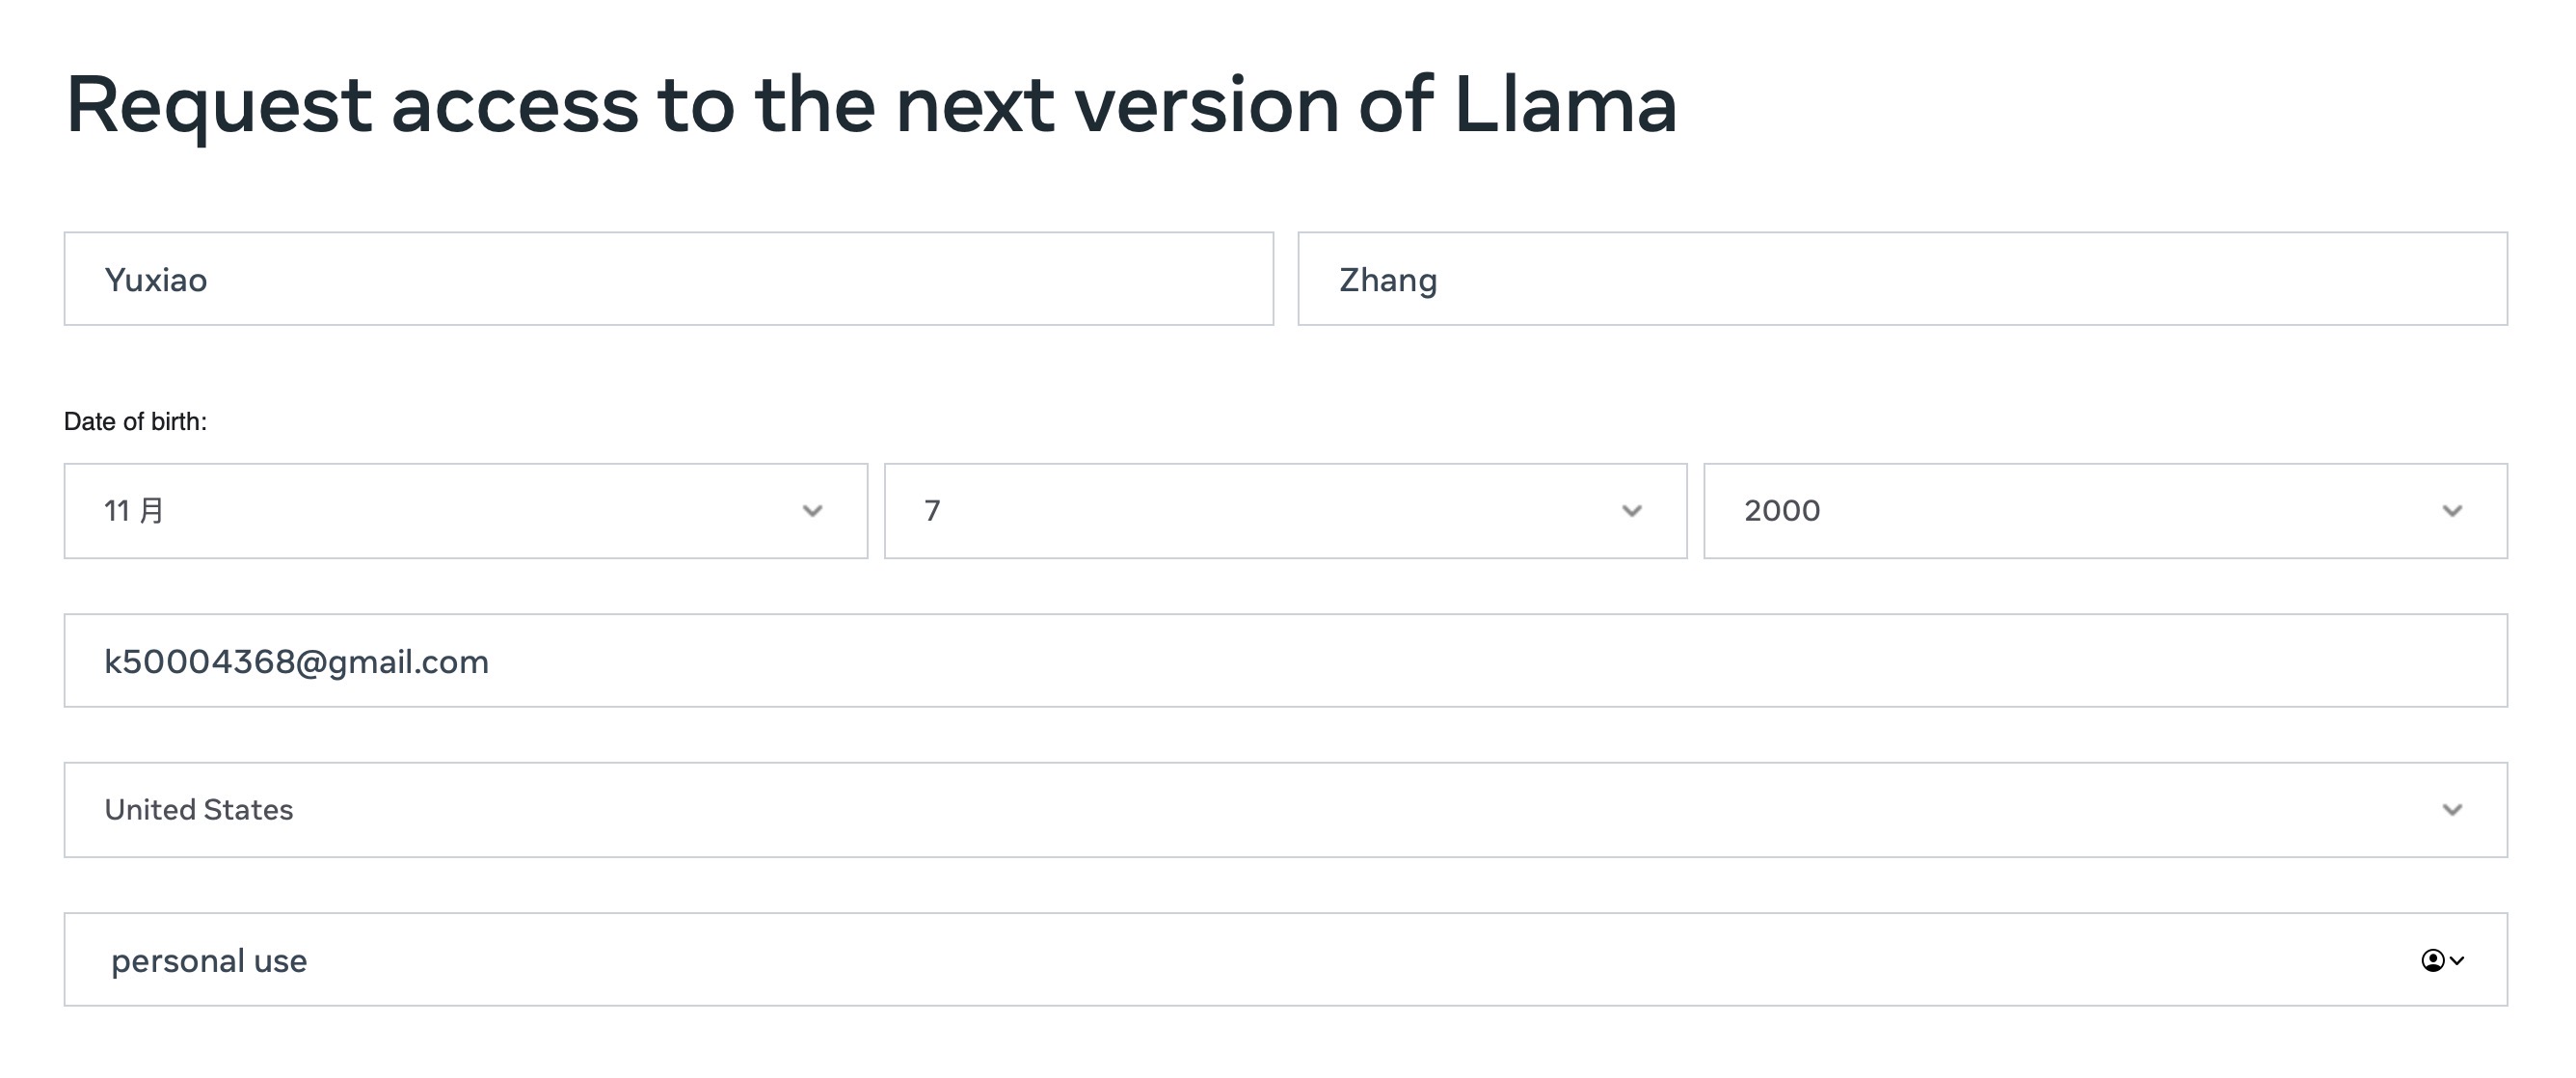 Request access to the next version of Llama
Yuxiao Zhang
Date of birth:
11 月 7 2000
k50004368@gmail.com
United States
personal use